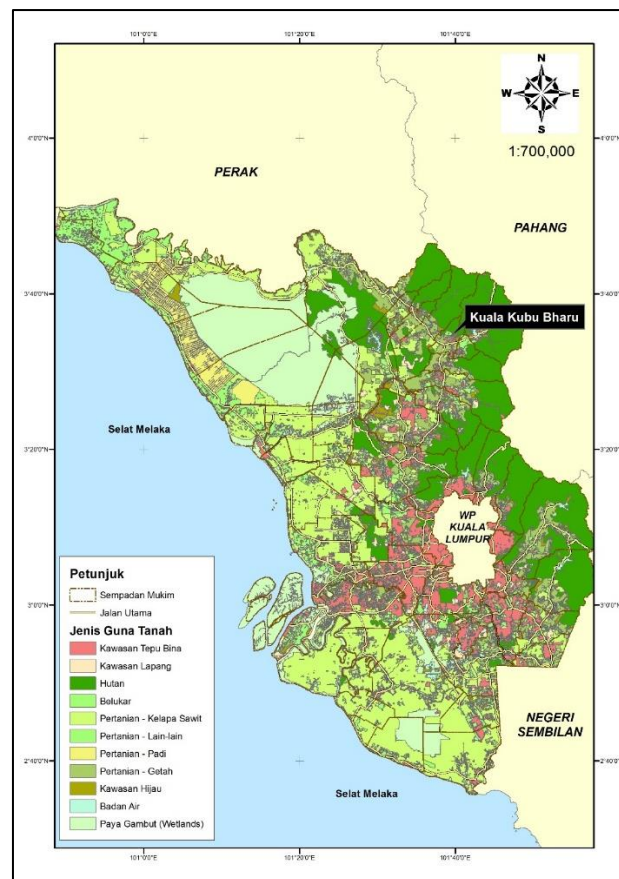 101°0'0"E 101°20'0"E 101°40'0"E
N
W E
S
1:700,000
4°0'0"N 4°0'0"N
PERAK
PAHANG
3°40'0"N 3°40'0"N
Kuala Kubu Bharu
Selat Melaka
3°20'0"N 3°20'0"N
WP
KUALA
LUMPUR
3°0'0"N 3°0'0"N
Petunjuk
Sempadan Mukim
Jalan Utama
Jenis Guna Tanah
Kawasan Tepu Bina
Kawasan Lapang
Hutan
Belukar
Pertanian - Kelapa Sawit
Pertanian - Lain-lain
Pertanian - Padi
Pertanian - Getah
Kawasan Hijau
Badan Air
Paya Gambut (Wetlands)
NEGERI
SEMBILAN
2°40'0"N 2°40'0"N
Selat Melaka
101°0'0"E 101°20'0"E 101°40'0"E